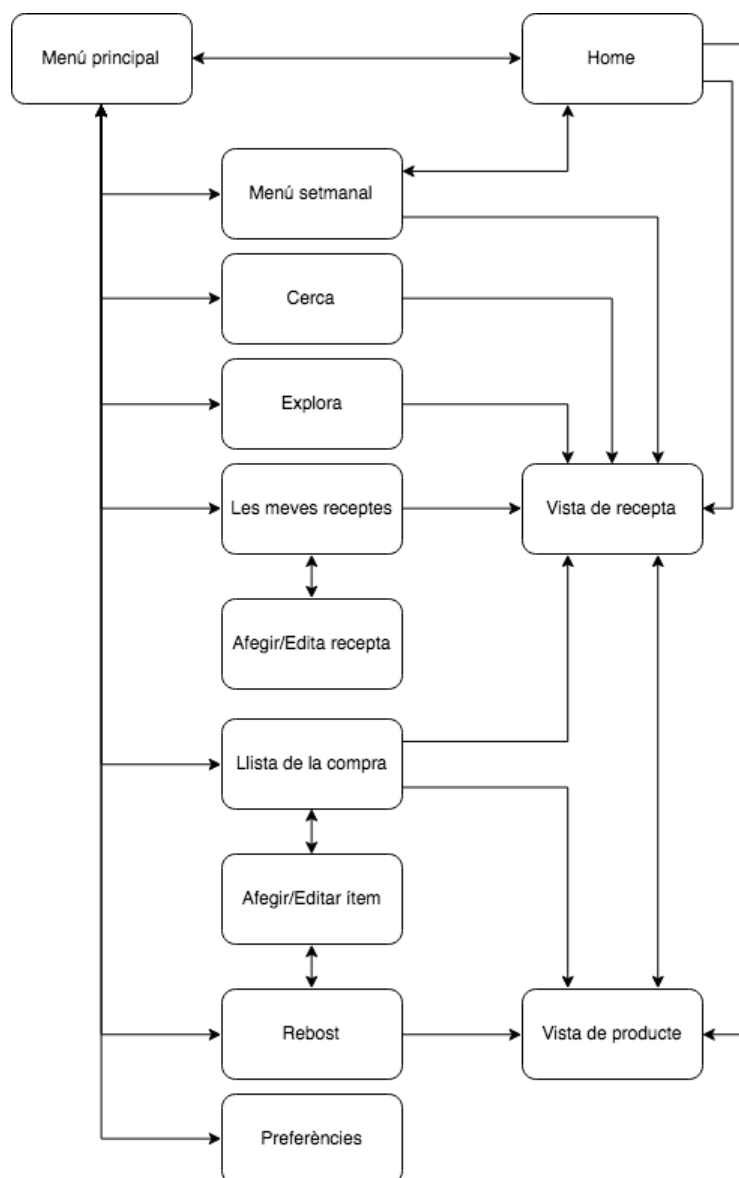 Menú principal
Home
Menú setmanal
Cerca
Explora
Les meves receptes
Vista de recepta
Afegir/Edita recepta
Llista de la compra
Afegir/Editar ítem
Rebost
Vista de producte
Preferències